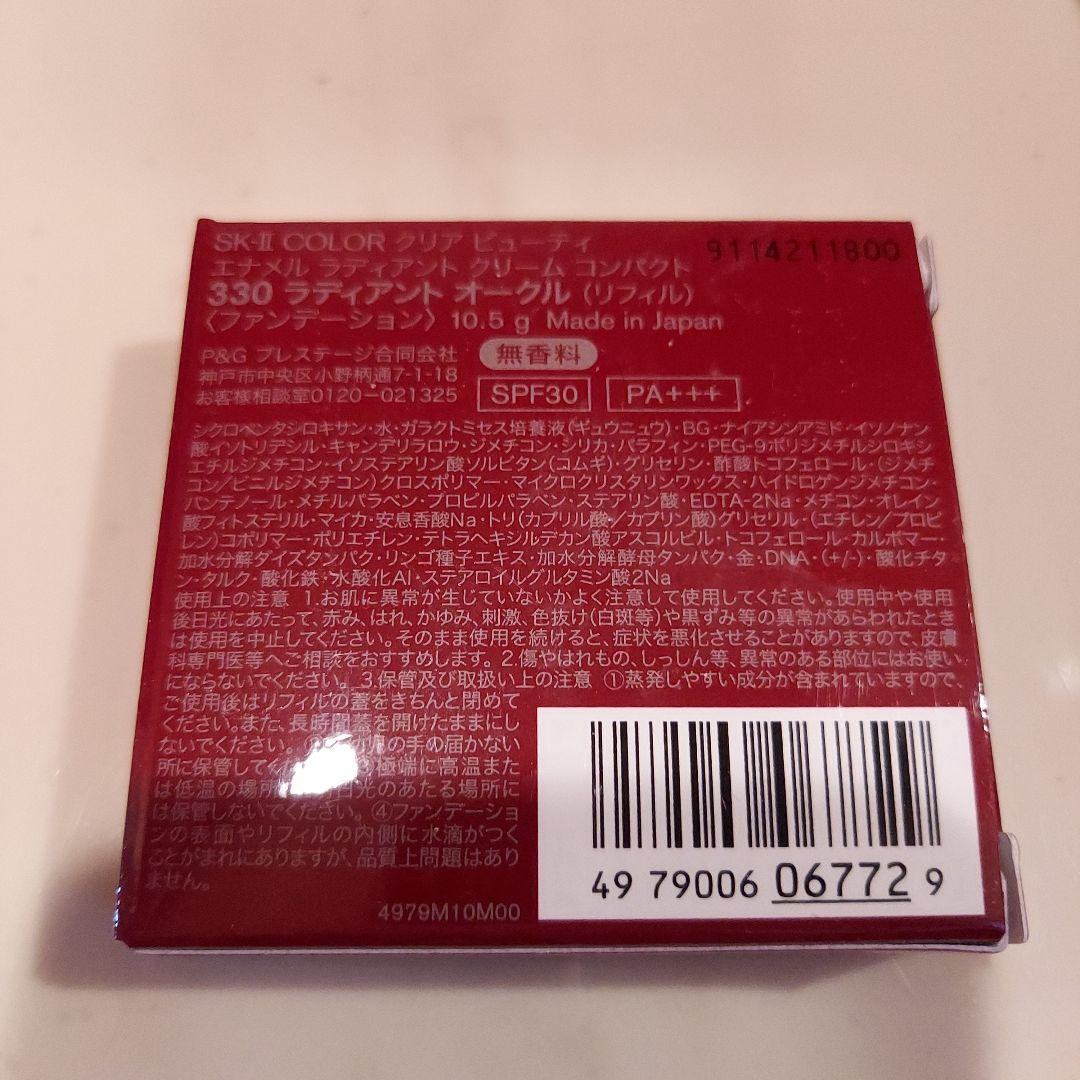 SK-II COLOR クリア ビューティ
9114211800
エナメル ラディアント クリーム コンパクト
330 ラディアント オークル (リフィル)
〈ファンデーション〉 10.5 g Made in Japan
P&G プレステージ合同会社 無香料
神戸市中央区小野柄通7-1-18
お客様相談室0120-021325 SPF30 PA+++
シクロペンタシロキサン・水・ガラクトミセス培養液(ギュウニュウ)・BG・ナイアシンアミド・イソノナン
酸イソトリデシル・キャンデリラロウ・ジメチコン・シリカ・パラフィン・PEG-9ポリジメチルシロキシ
エチルジメチコン・イソステアリン酸ソルビタン(コムギ)・グリセリン・酢酸トコフェロール・(ジメチ
コン/ビニルジメチコン)クロスポリマー・マイクロクリスタリンワックス・ハイドロゲンジメチコン・
パンテノール・メチルパラベン・プロピルパラベン・ステアリン酸・EDTA-2Na・メチコン・オレイン
酸フィトステリル・マイカ・安息香酸Na・トリ(カプリル酸/カプリン酸)グリセリル・(エチレン/プロピ
レン)コポリマー・ポリエチレン・テトラヘキシルデカン酸アスコルビル・トコフェロール・カルボマー・
加水分解ダイズタンパク・リンゴ種子エキス・加水分解酵母タンパク・金・DNA・(+/-)・酸化チタ
ン・タルク・酸化鉄・水酸化Al・ステアロイルグルタミン酸2Na
使用上の注意 1.お肌に異常が生じていないかよく注意して使用してください。使用中や使用
後日光にあたって、赤み、はれ、かゆみ、刺激、色抜け(白斑等)や黒ずみ等の異常があらわれたとき
は使用を中止してください。そのまま使用を続けると、症状を悪化させることがありますので、皮膚
科専門医等へご相談をおすすめします。 2.傷やはれもの、しっしん等、異常のある部位にはお使い
にならないでください。 3.保管及び取扱い上の注意 ①蒸発しやすい成分が含まれていますので、
ご使用後はリフィルの蓋をきちんと閉めて
ください。また、長時間蓋を開けたままにし
ないでください。 の手の届かない
所に保管してく 極端に高温また
は低温の場所 日光のあたる場所に
は保管しないでください。 ④ファンデーショ
ンの表面やリフィルの内側に水滴がつく
ことがまれにありますが、品質上問題はあり
ません。
4979M10M00
49 79006 06772 9